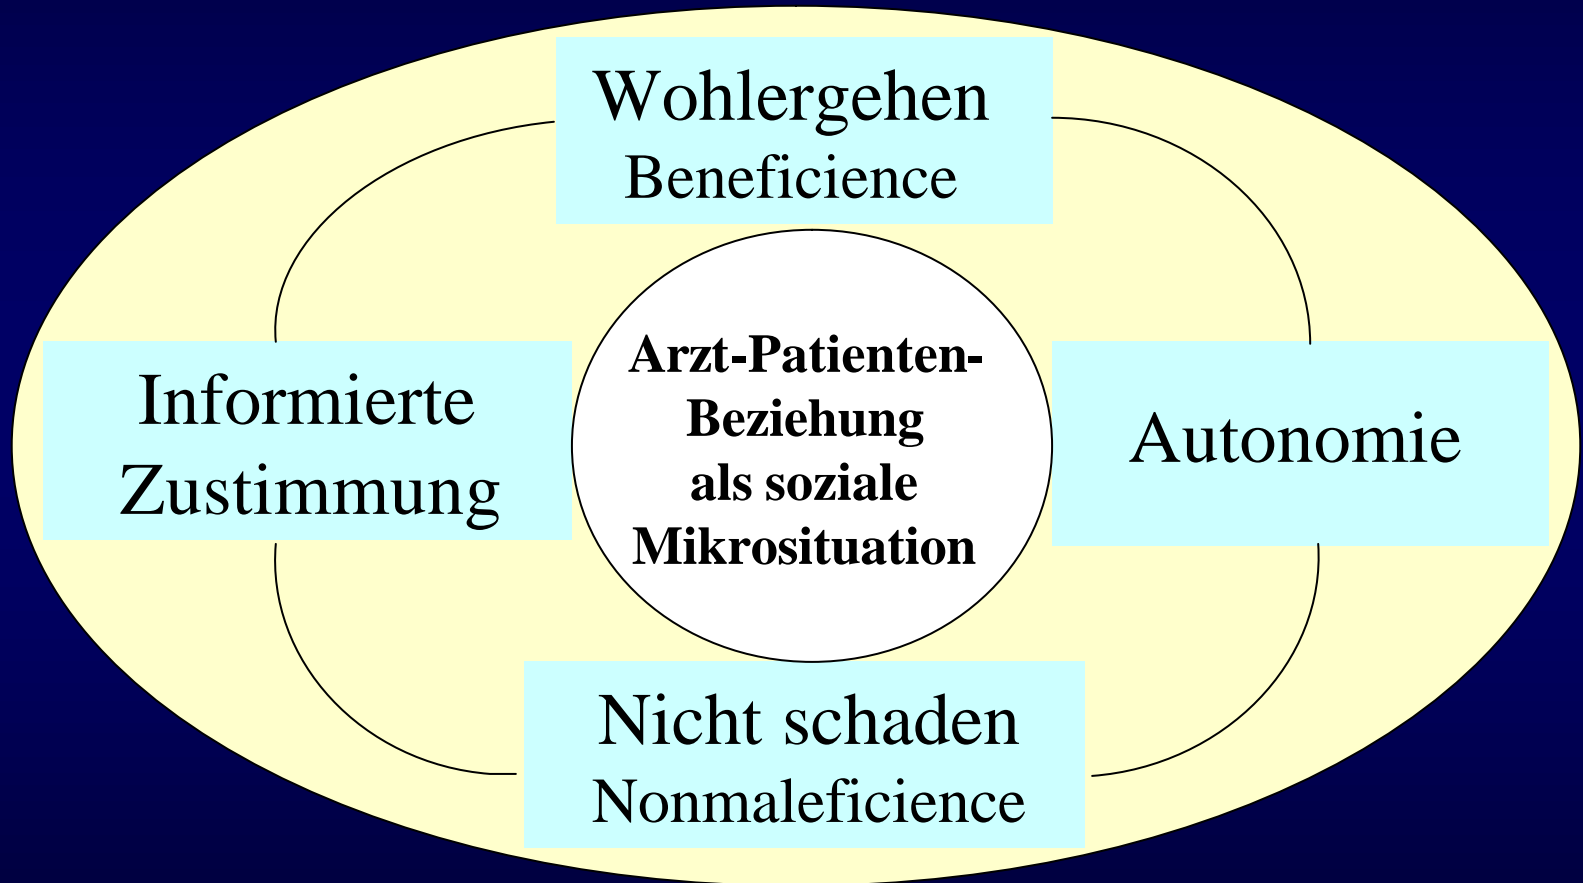 Wohlergehen
Beneficience
Informierte
Zustimmung
Arzt-Patienten-
Beziehung
als soziale
Mikrosituation
Autonomie
Nicht schaden
Nonmaleficience